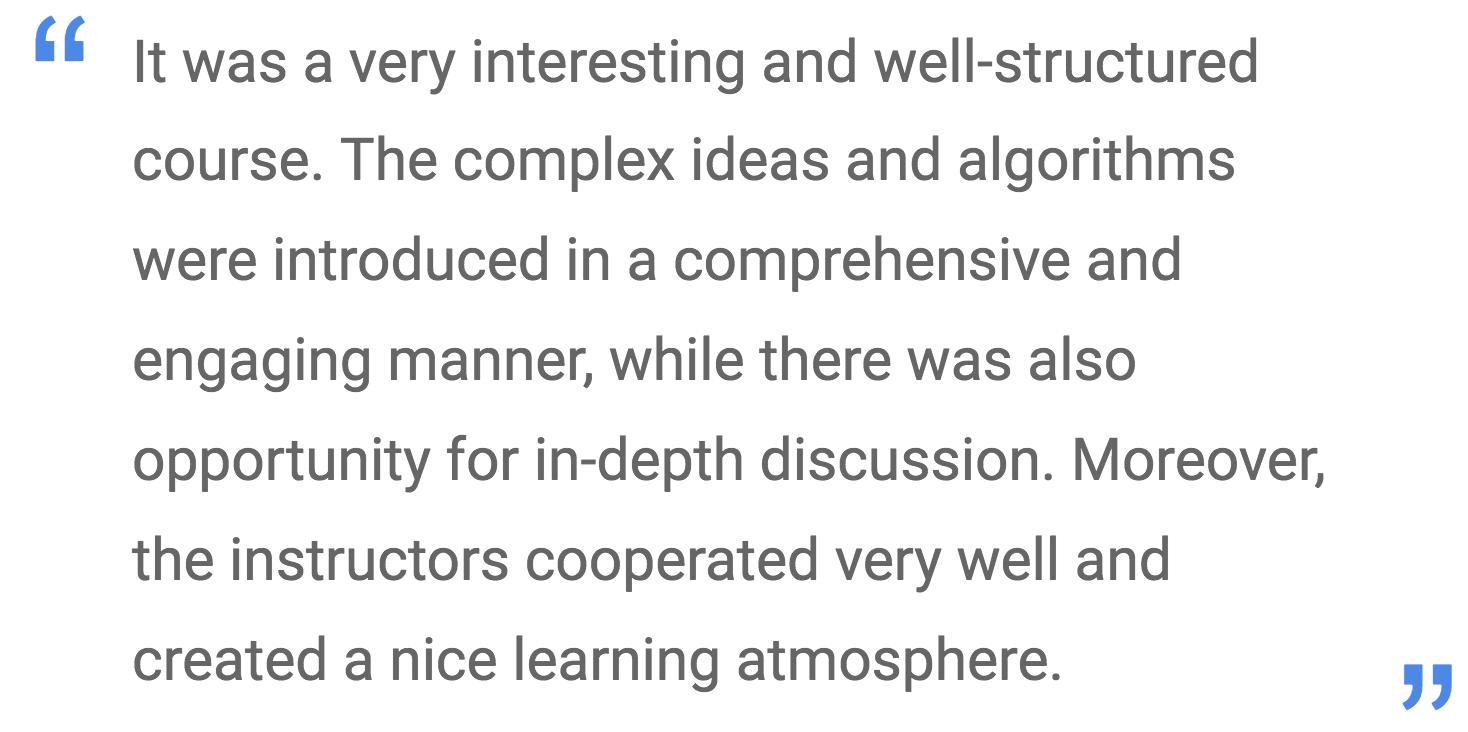 “ It was a very interesting and well-structured
course. The complex ideas and algorithms
were introduced in a comprehensive and
engaging manner, while there was also
opportunity for in-depth discussion. Moreover,
the instructors cooperated very well and
created a nice learning atmosphere. ”